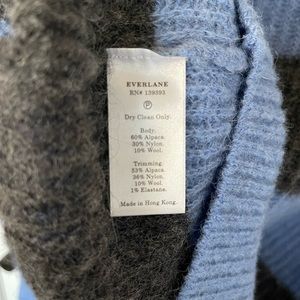 EVERLANE
RN# 139393
P
Dry Clean Only.
Body:
60% Alpaca.
30% Nylon.
10% Wool.
Trimming:
53% Alpaca.
36% Nylon.
10% Wool.
1% Elastane.
Made in Hong Kong.